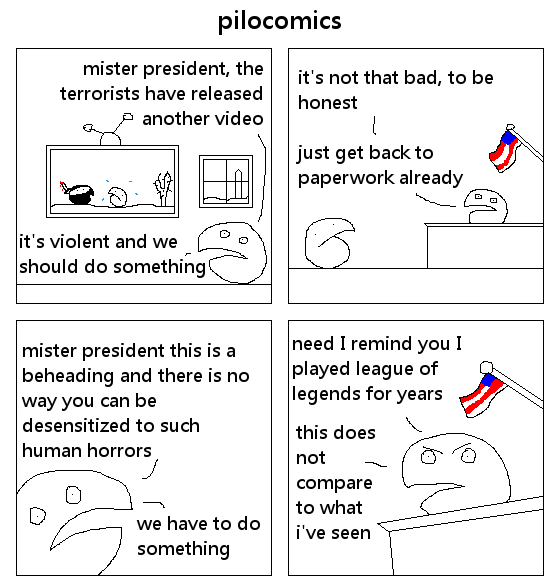 pilocomics
mister president, the
terrorists have released
another video
it's violent and we
should do something
it's not that bad, to be
honest
just get back to
paperwork already
mister president this is a
beheading and there is no
way you can be
desensitized to such
human horrors
we have to do
something
need I remind you I
played league of
legends for years
this does
not
compare
to what
i've seen